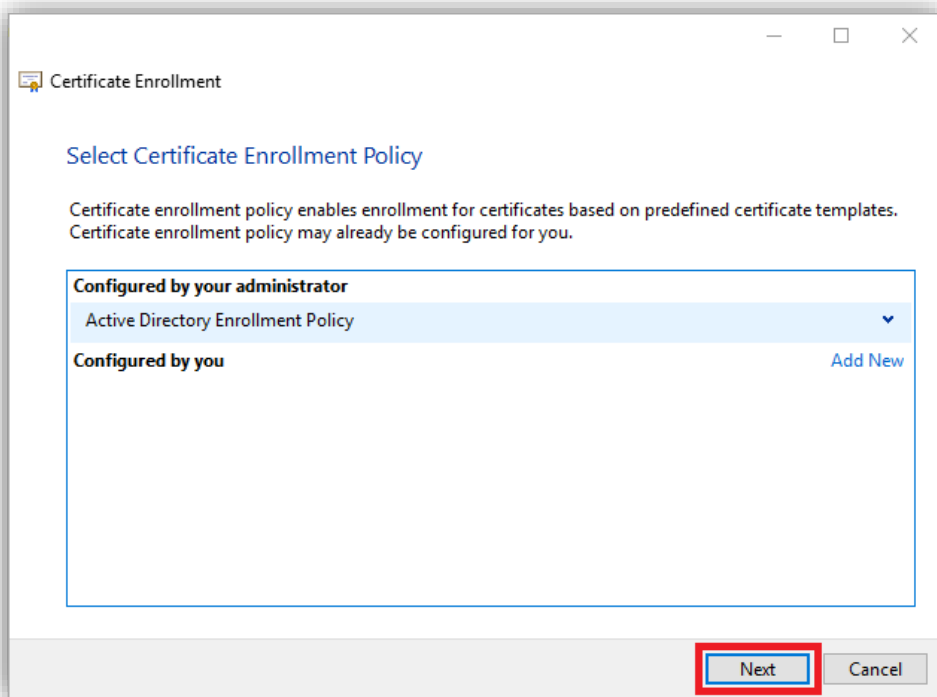 Certificate Enrollment
Select Certificate Enrollment Policy
Certificate enrollment policy enables enrollment for certificates based on predefined certificate templates.
Certificate enrollment policy may already be configured for you.
Configured by your administrator
Active Directory Enrollment Policy
Configured by you Add New
Next Cancel